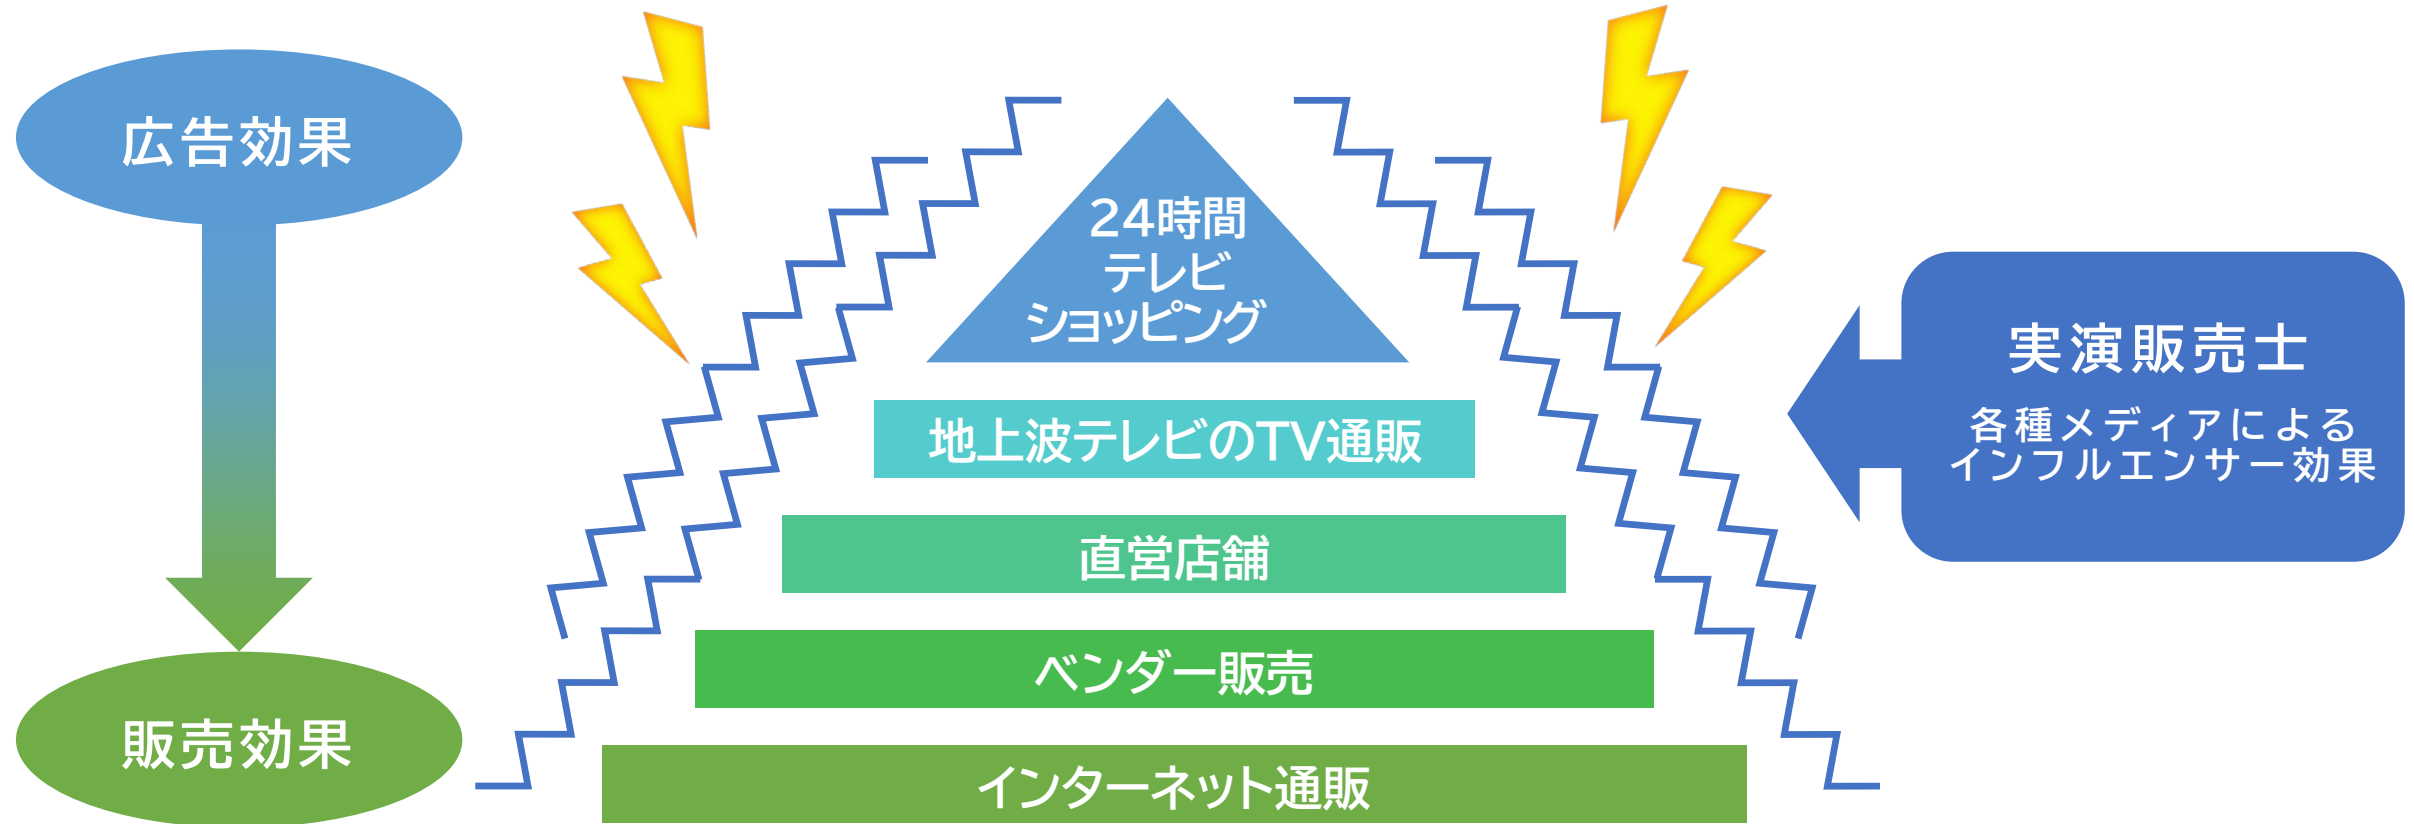 広告効果
販売効果
24時間
テレビ
ショッピング
地上波テレビのTV通販
直営店舗
ベンダー販売
インターネット通販
実演販売士
各種メディアによる
インフルエンサー効果